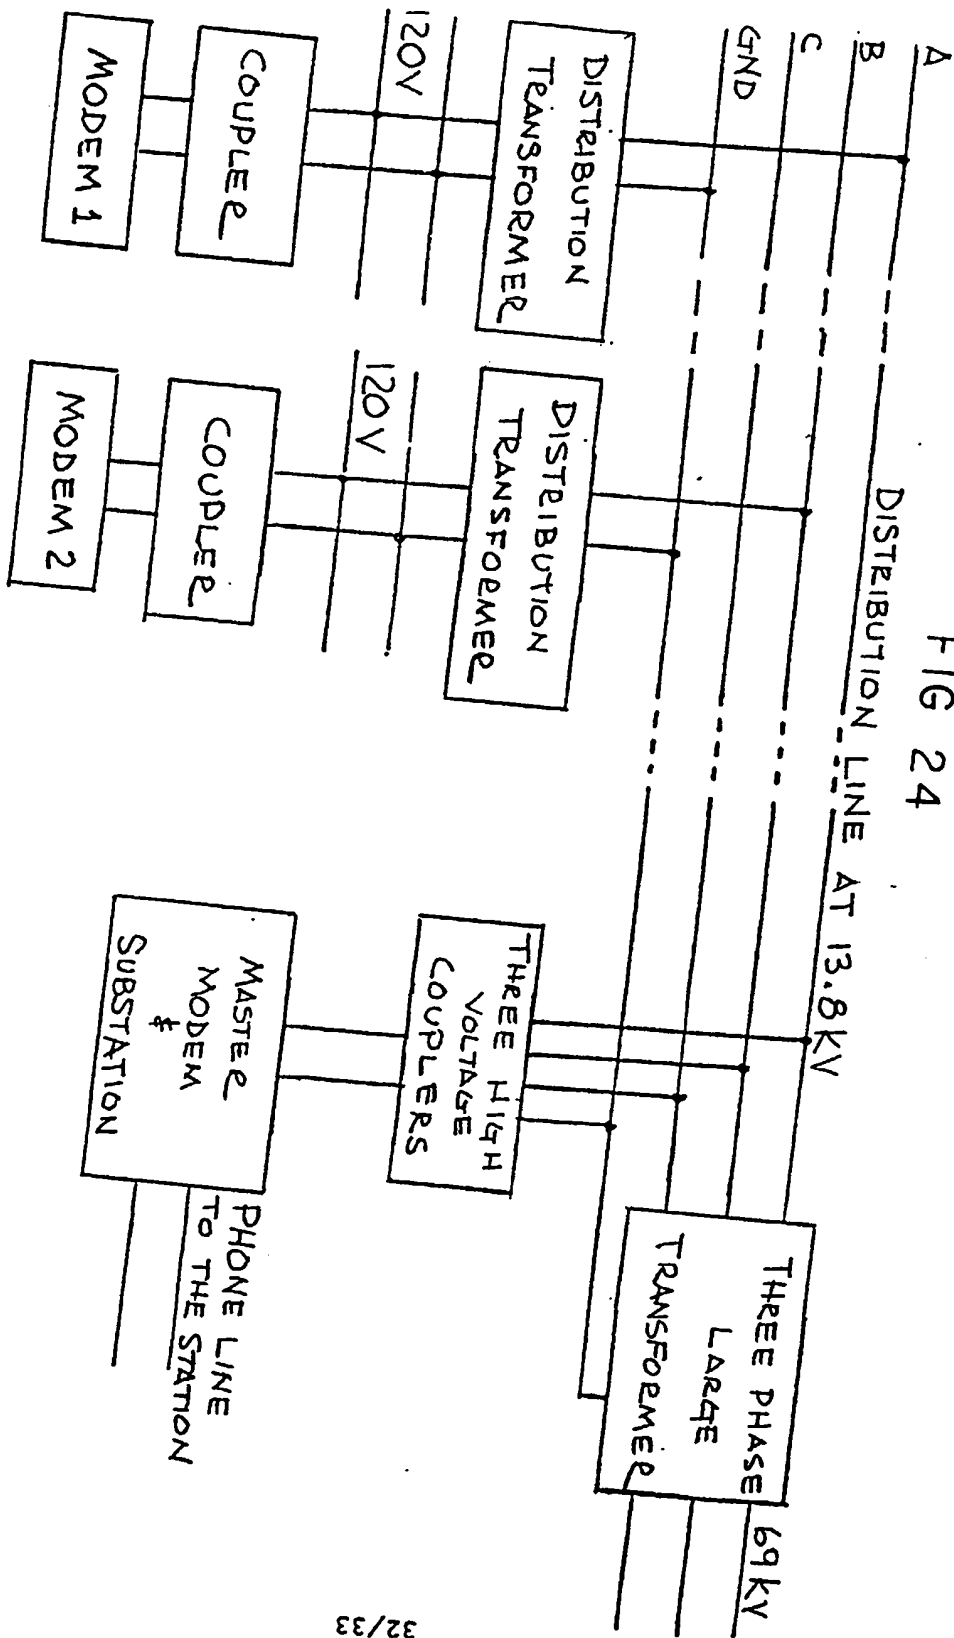 FIG 24
DISTRIBUTION LINE AT 13.8KV
A
B
C
GND
DISTRIBUTION
TRANSFORMER
120V
COUPLER
MODEM 1
DISTRIBUTION
TRANSFORMER
120V
COUPLER
MODEM 2
THREE HIGH
VOLTAGE
COUPLERS
MASTER
MODEM
&
SUBSTATION
PHONE LINE
TO THE STATION
THREE PHASE
LARGE
TRANSFORMER
69KV
32/33